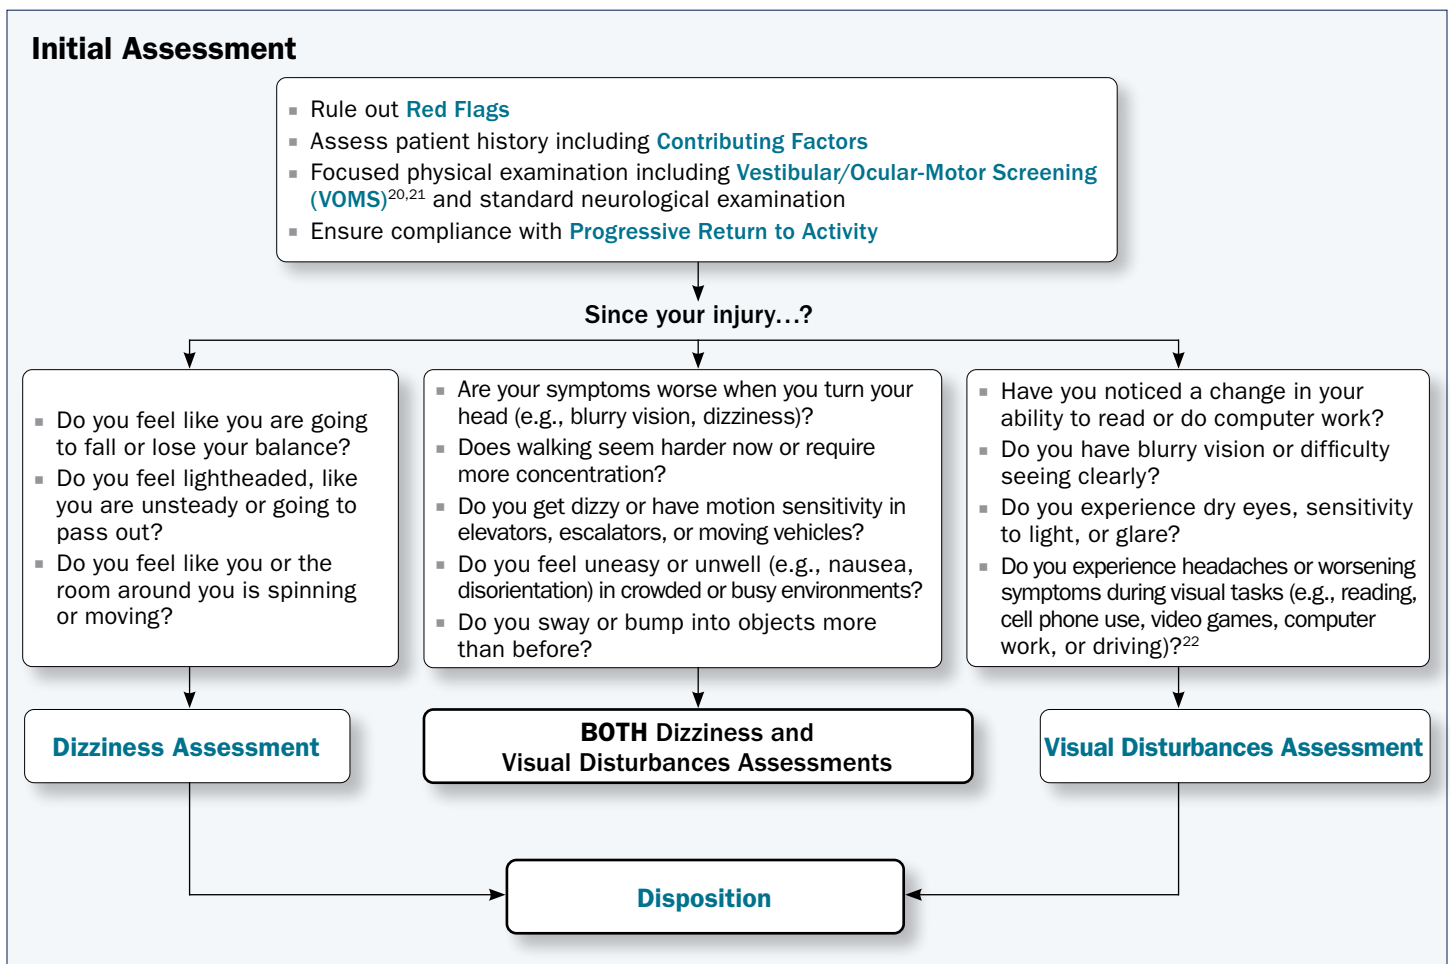 Initial Assessment
▪ Rule out Red Flags
▪ Assess patient history including Contributing Factors
▪ Focused physical examination including Vestibular/Ocular-Motor Screening
(VOMS)20,21 and standard neurological examination
▪ Ensure compliance with Progressive Return to Activity
Since your injury...?
▪ Do you feel like you are going
to fall or lose your balance?
▪ Do you feel lightheaded, like
you are unsteady or going to
pass out?
▪ Do you feel like you or the
room around you is spinning
or moving?
▪ Are your symptoms worse when you turn your
head (e.g., blurry vision, dizziness)?
▪ Does walking seem harder now or require
more concentration?
▪ Do you get dizzy or have motion sensitivity in
elevators, escalators, or moving vehicles?
▪ Do you feel uneasy or unwell (e.g., nausea,
disorientation) in crowded or busy environments?
▪ Do you sway or bump into objects more
than before?
▪ Have you noticed a change in your
ability to read or do computer work?
▪ Do you have blurry vision or difficulty
seeing clearly?
▪ Do you experience dry eyes, sensitivity
to light, or glare?
▪ Do you experience headaches or worsening
symptoms during visual tasks (e.g., reading,
cell phone use, video games, computer
work, or driving)?22
Dizziness Assessment
BOTH Dizziness and
Visual Disturbances Assessments
Visual Disturbances Assessment
Disposition